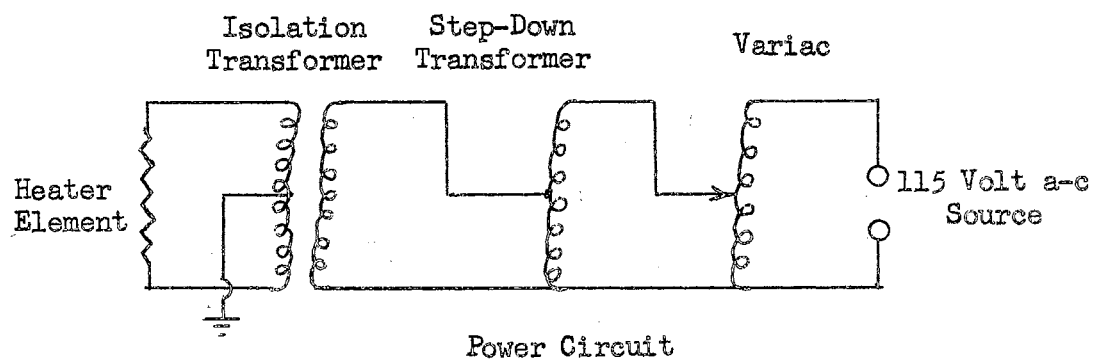 Isolation
Transformer
Step-Down
Transformer
Variac
Heater
Element
115 Volt a-c
Source
Power Circuit